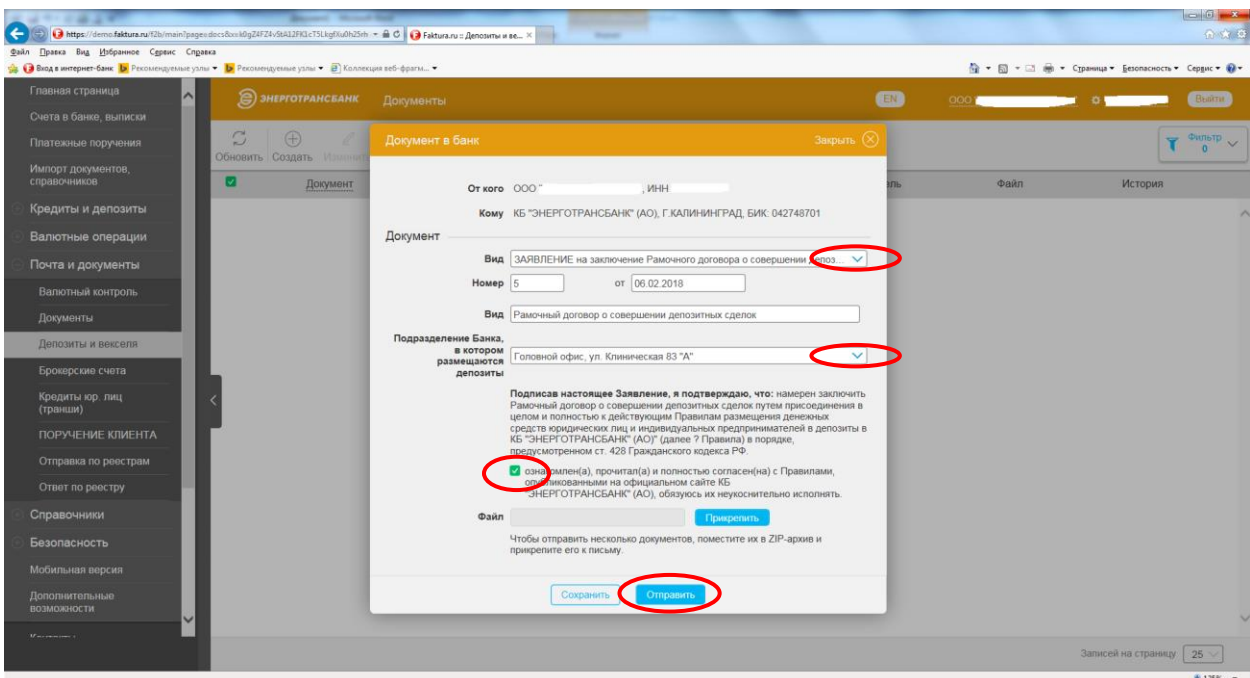 https://demo.faktura.ru/f2b/main?page=
Faktura.ru :: Депозиты и ве...
Файл Правка Вид Избранное Сервис Справка
Вход в интернет-банк Рекомендуемые узлы Рекомендуемые узлы Коллекция веб-фрагм...
Страница Безопасность Сервис
Главная страница
Счета в банке, выписки
Платежные поручения
Импорт документов,
справочников
Кредиты и депозиты
Валютные операции
Почта и документы
Валютный контроль
Документы
Депозиты и векселя
Брокерские счета
Кредиты юр. лиц
(транши)
ПОРУЧЕНИЕ КЛИЕНТА
Отправка по реестрам
Ответ по реестру
Справочники
Безопасность
Мобильная версия
Дополнительные
возможности
Контакты
ЭНЕРГОТРАНСБАНК Документы EN ООО Выйти
Обновить Создать Изменить
Фильтр
0
Документ Файл История
Документ в банк Закрыть
От кого ООО " , ИНН
Кому КБ "ЭНЕРГОТРАНСБАНК" (АО), Г.КАЛИНИНГРАД, БИК: 042748701
Документ
Вид ЗАЯВЛЕНИЕ на заключение Рамочного договора о совершении депоз...
Номер 5 от 06.02.2018
Вид Рамочный договор о совершении депозитных сделок
Подразделение Банка,
в котором
размещаются
депозиты
Головной офис, ул. Клиническая 83 "А"
Подписав настоящее Заявление, я подтверждаю, что: намерен заключить
Рамочный договор о совершении депозитных сделок путем присоединения в
целом и полностью к действующим Правилам размещения денежных
средств юридических лиц и индивидуальных предпринимателей в депозиты в
КБ "ЭНЕРГОТРАНСБАНК" (АО)" (далее ? Правила) в порядке,
предусмотренном ст. 428 Гражданского кодекса РФ.
ознакомлен(а), прочитал(а) и полностью согласен(на) с Правилами,
опубликованными на официальном сайте КБ
"ЭНЕРГОТРАНСБАНК" (АО), обязуюсь их неукоснительно исполнять.
Файл Прикрепить
Чтобы отправить несколько документов, поместите их в ZIP-архив и
прикрепите его к письму.
Сохранить Отправить
Записей на страницу 25
125%